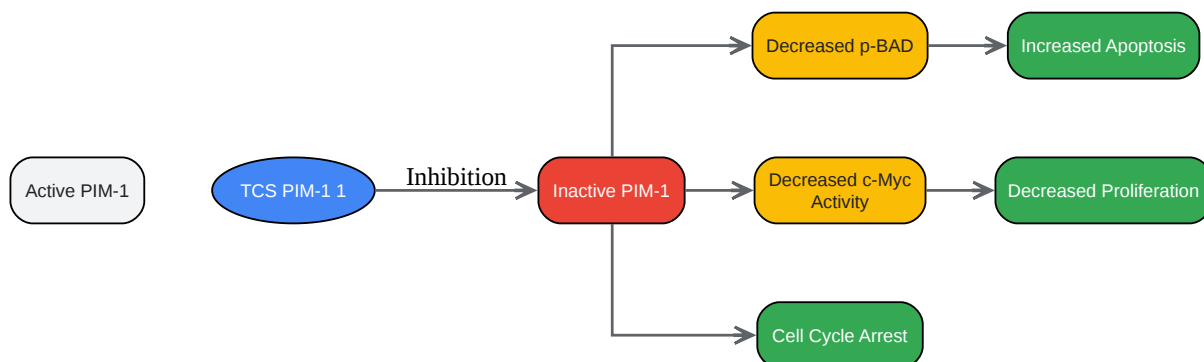 Decreased p-BAD
Increased Apoptosis
Active PIM-1
TCS PIM-1 1
Inhibition
Inactive PIM-1
Decreased c-Myc
Activity
Decreased Proliferation
Cell Cycle Arrest